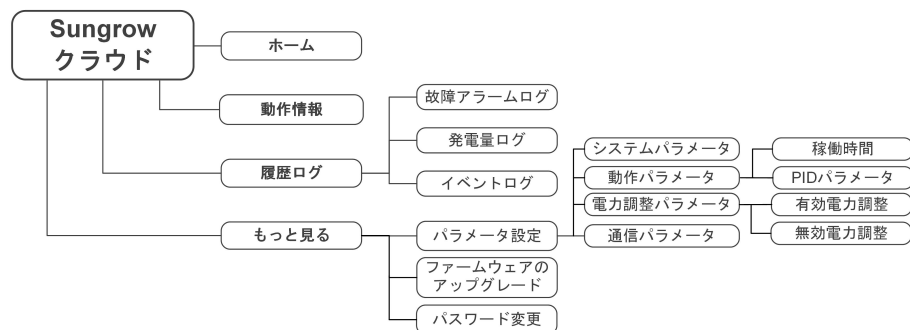 Sungrow
クラウド
ホーム
動作情報
履歴ログ
故障アラームログ
発電量ログ
イベントログ
もっと見る
パラメータ設定
システムパラメータ
動作パラメータ
稼働時間
PIDパラメータ
電力調整パラメータ
有効電力調整
無効電力調整
通信パラメータ
ファームウェアの
アップグレード
パスワード変更